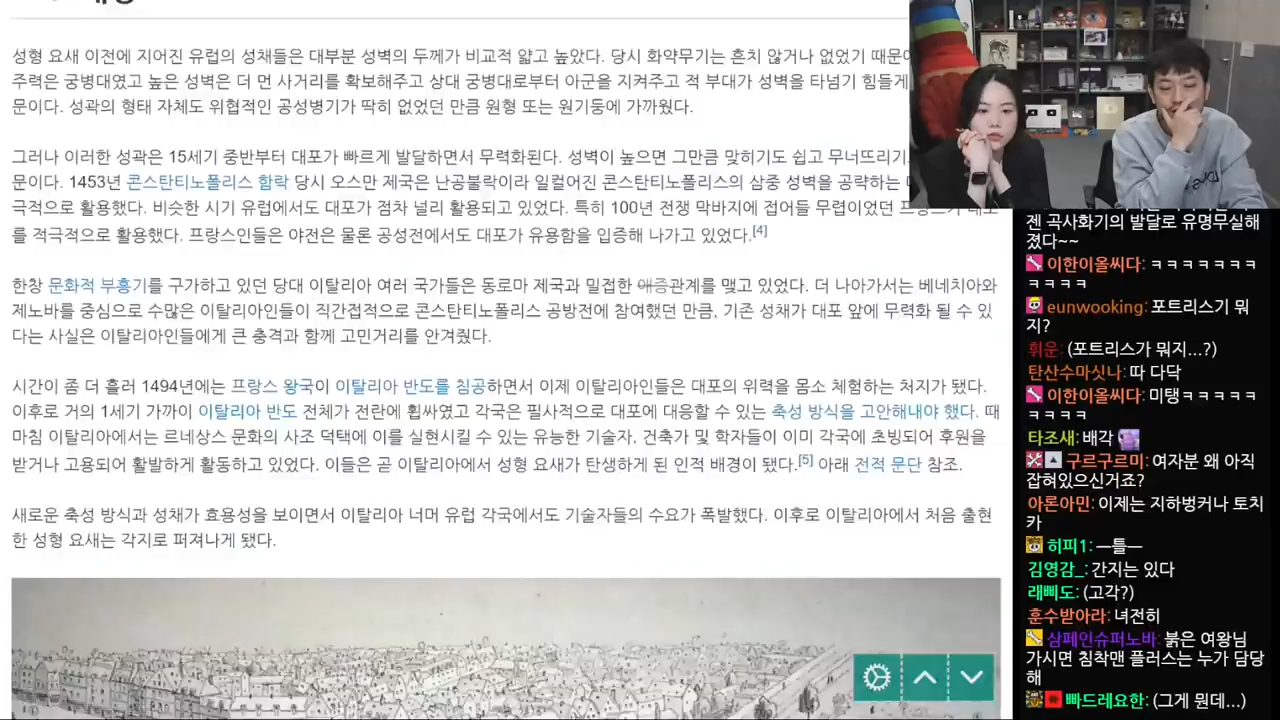 성형 요새 이전에 지어진 유럽의 성채들은 대부분 성벽의 두께가 비교적 얇고 높았다. 당시 화약무기는 흔치 않거나 없었기 때문
주력은 궁병대였고 높은 성벽은 더 먼 사거리를 확보해주고 상대 궁병대로부터 아군을 지켜주고 적 부대가 성벽을 타넘기 힘들게
문이다. 성곽의 형태 자체도 위협적인 공성병기가 딱히 없었던 만큼 원형 또는 원기둥에 가까웠다.
그러나 이러한 성곽은 15세기 중반부터 대포가 빠르게 발달하면서 무력화된다. 성벽이 높으면 그만큼 맞히기도 쉽고 무너뜨리기
문이다. 1453년 콘스탄티노폴리스 함락 당시 오스만 제국은 난공불락이라 일컬어진 콘스탄티노폴리스의 삼중 성벽을 공략하는
극적으로 활용했다. 비슷한 시기 유럽에서도 대포가 점차 널리 활용되고 있었다. 특히 100년 전쟁 막바지에 접어들 무렵이었던
를 적극적으로 활용했다. 프랑스인들은 야전은 물론 공성전에서도 대포가 유용함을 입증해 나가고 있었다.[4]
한창 문화적 부흥기를 구가하고 있던 당대 이탈리아 여러 국가들은 동로마 제국과 밀접한 애증관계를 맺고 있었다. 더 나아가서는 베네치아와
제노바를 중심으로 수많은 이탈리아인들이 직간접적으로 콘스탄티노폴리스 공방전에 참여했던 만큼, 기존 성채가 대포 앞에 무력화 될 수 있
다는 사실은 이탈리아인들에게 큰 충격과 함께 고민거리를 안겨줬다.
시간이 좀 더 흘러 1494년에는 프랑스 왕국이 이탈리아 반도를 침공하면서 이제 이탈리아인들은 대포의 위력을 몸소 체험하는 처지가 됐다.
이후로 거의 1세기 가까이 이탈리아 반도 전체가 전란에 휩싸였고 각국은 필사적으로 대포에 대응할 수 있는 축성 방식을 고안해내야 했다. 때
마침 이탈리아에서는 르네상스 문화의 사조 덕택에 이를 실현시킬 수 있는 유능한 기술자, 건축가 및 학자들이 이미 각국에 초빙되어 후원을
받거나 고용되어 활발하게 활동하고 있었다. 이들은 곧 이탈리아에서 성형 요새가 탄생하게 된 인적 배경이 됐다.[5] 아래 전적 문단 참조.
새로운 축성 방식과 성채가 효용성을 보이면서 이탈리아 너머 유럽 각국에서도 기술자들의 수요가 폭발했다. 이후로 이탈리아에서 처음 출현
한 성형 요새는 각지로 퍼져나가게 됐다.
젠 곡사화기의 발달로 유명무실해
졌다~~
이한이올씨다: ㅋㅋㅋㅋㅋㅋㅋ
ㅋㅋㅋㅋ
eunwooking: 포트리스기 뭐
지?
휘운: (포트리스가 뭐지...?)
탄산수마싯나: 따 다닥
이한이올씨다: 미탱ㅋㅋㅋㅋㅋ
ㅋㅋㅋㅋ
타조새: 배각
구르구르미: 여자분 왜 아직
잡혀있으신거죠?
아론아민: 이제는 지하벙커나 토치
카
히피1: ㅡ틀ㅡ
김영감_: 간지는 있다
래삐도: (고각?)
훈수받아라: 녀전히
삼페인슈퍼노바: 붉은 여왕님
가시면 침착맨 플러스는 누가 담당
해
빠드레요한: (그게 뭔데...)